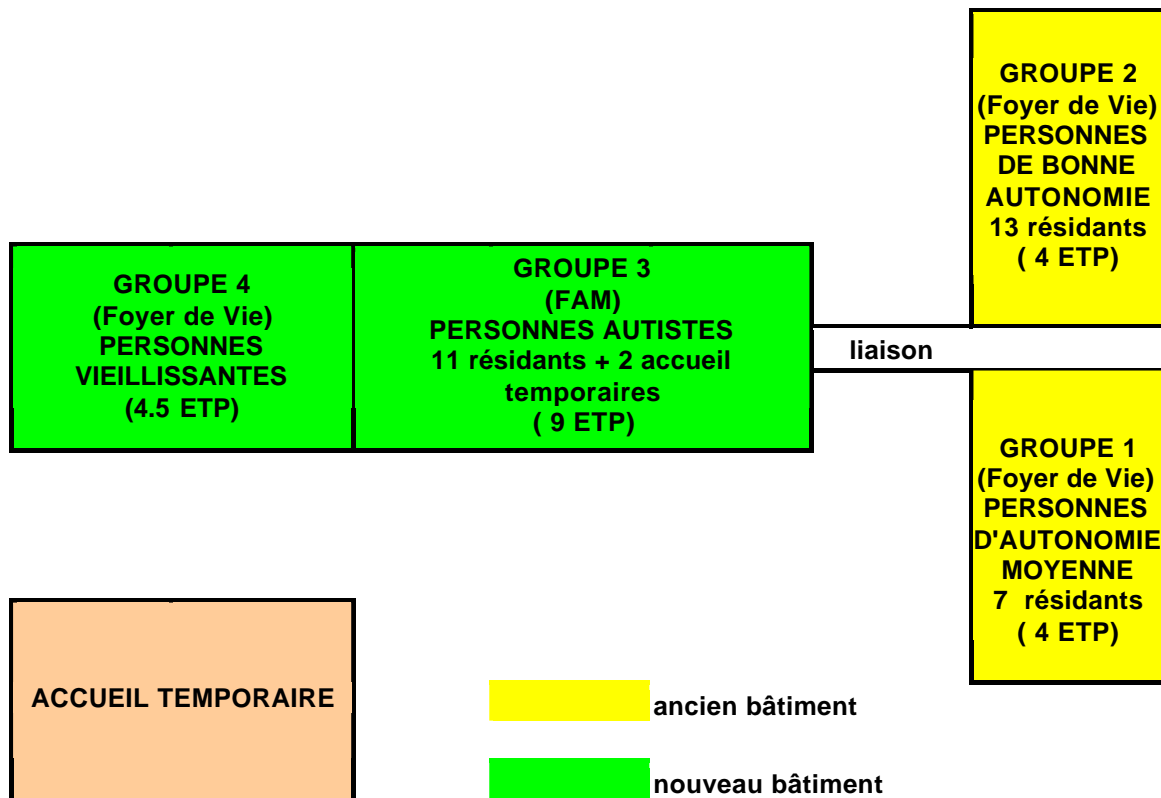 GROUPE 2
(Foyer de Vie)
PERSONNES
DE BONNE
AUTONOMIE
13 résidants
( 4 ETP)
GROUPE 4
(Foyer de Vie)
PERSONNES
VIEILLISSANTES
(4.5 ETP)
GROUPE 3
(FAM)
PERSONNES AUTISTES
11 résidants + 2 accueil
temporaires
( 9 ETP)
liaison
GROUPE 1
(Foyer de Vie)
PERSONNES
D'AUTONOMIE
MOYENNE
7 résidants
( 4 ETP)
ACCUEIL TEMPORAIRE
ancien bâtiment
nouveau bâtiment